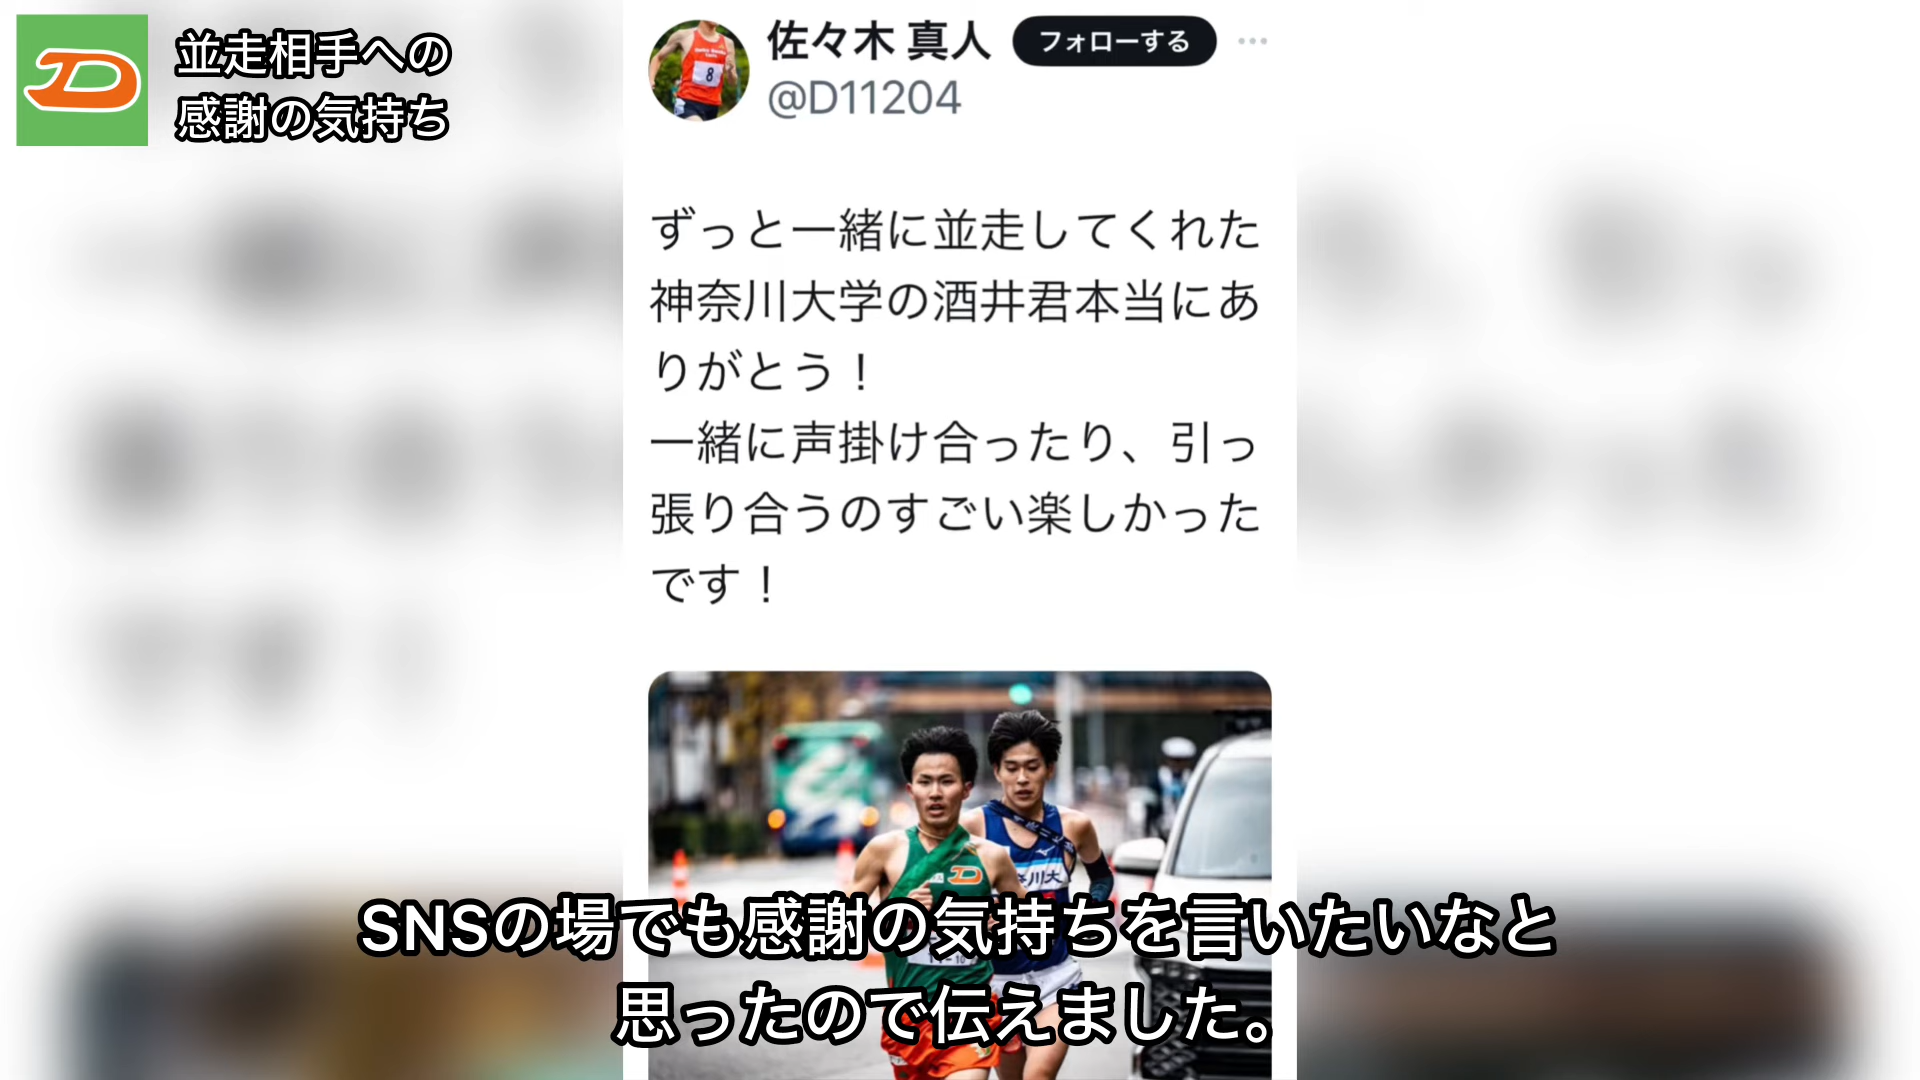 並走相手への
感謝の気持ち
佐々木 真人
フォローする
@D11204
8
ずっと一緒に並走してくれた
神奈川大学の酒井君本当にあ
りがとう！
一緒に声掛け合ったり、引っ
張り合うのすごい楽しかった
です！
D
川大
SNSの場でも感謝の気持ちを言いたいなと
思ったので伝えました。